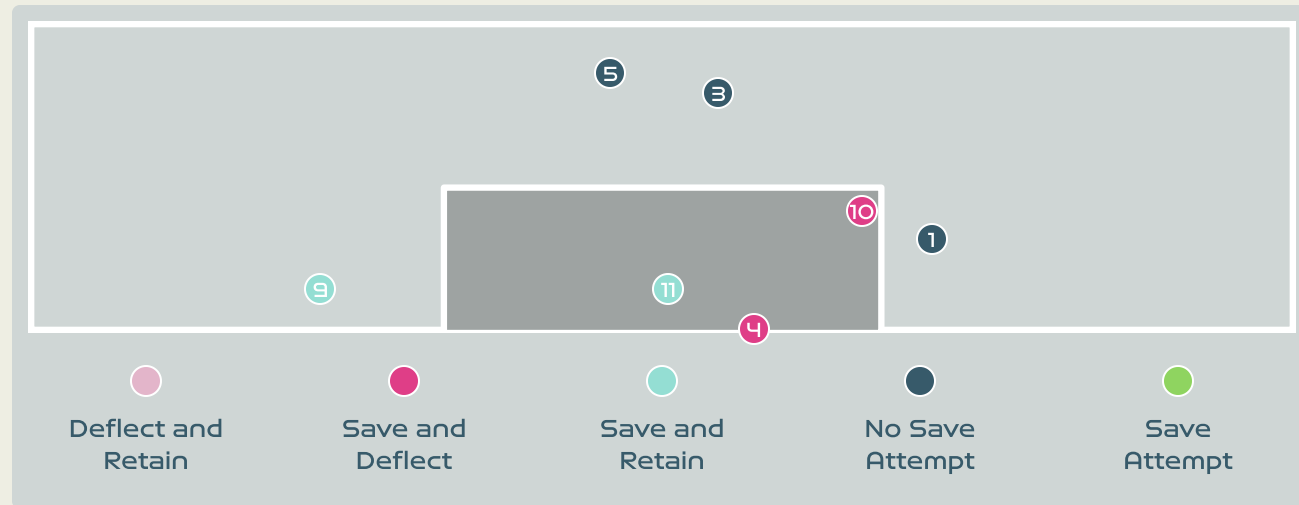 5
3
10
1
9
11
4
Deflect and
Retain
Save and
Deflect
Save and
Retain
No Save
Attempt
Save
Attempt